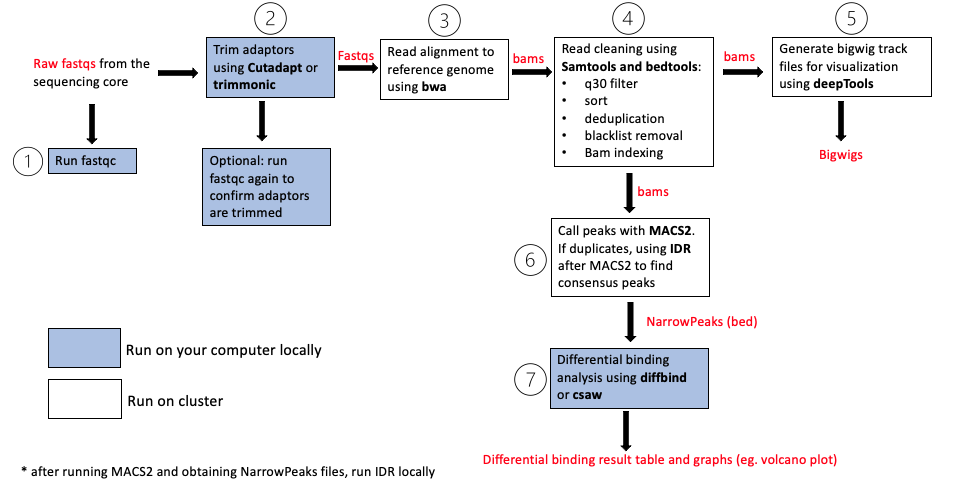 1
2
3
4
5
6
7
Raw fastqs from the
sequencing core
Run fastqc
Trim adaptors
using Cutadapt or
trimmonic
Optional: run
fastqc again to
confirm adaptors
are trimmed
Fastqs
Read alignment to
reference genome
using bwa
bams
Read cleaning using
Samtools and bedtools:
• q30 filter
• sort
• deduplication
• blacklist removal
• Bam indexing
bams
Generate bigwig track
files for visualization
using deepTools
Bigwigs
bams
Call peaks with MACS2.
If duplicates, using IDR
after MACS2 to find
consensus peaks
NarrowPeaks (bed)
Differential binding
analysis using diffbind
or csaw
Differential binding result table and graphs (eg. volcano plot)
Run on your computer locally
Run on cluster
* after running MACS2 and obtaining NarrowPeaks files, run IDR locally